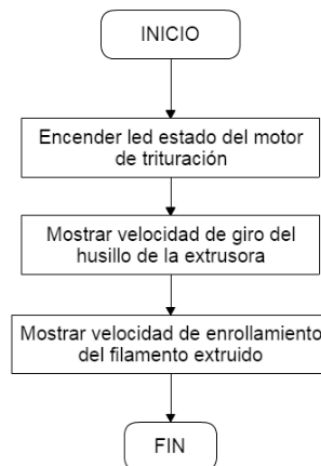 INICIO
Encender led estado del motor
de trituración
Mostrar velocidad de giro del
husillo de la extrusora
Mostrar velocidad de enrollamiento
del filamento extruido
FIN